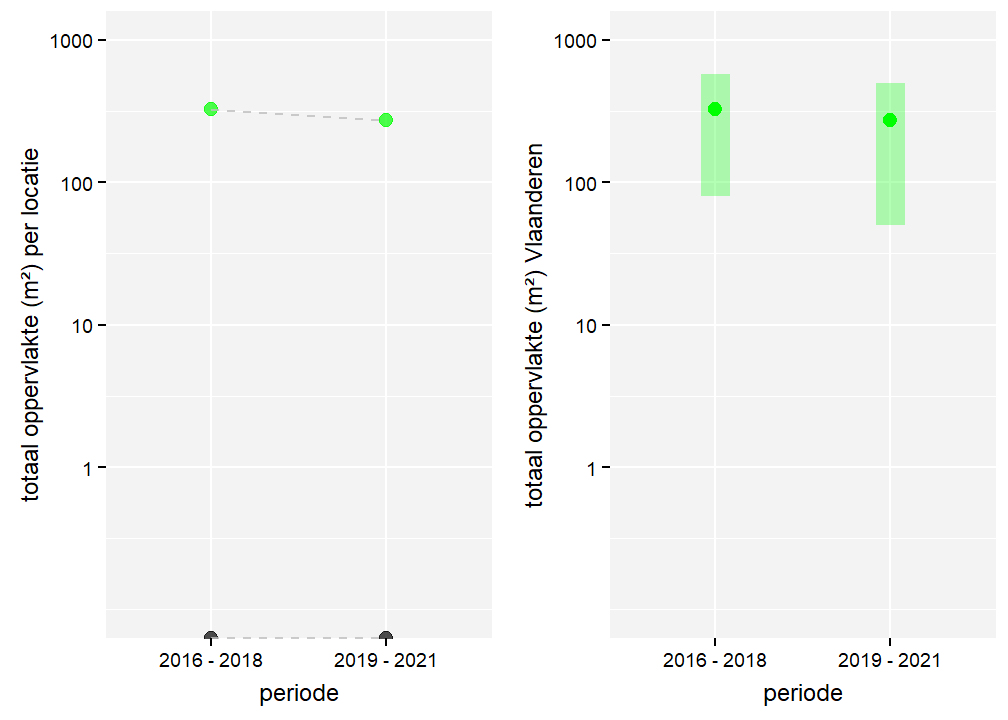 totaal oppervlakte (m²) per locatie
1000
100
10
1
2016 - 2018
2019 - 2021
periode
totaal oppervlakte (m²) Vlaanderen
1000
100
10
1
2016 - 2018
2019 - 2021
periode